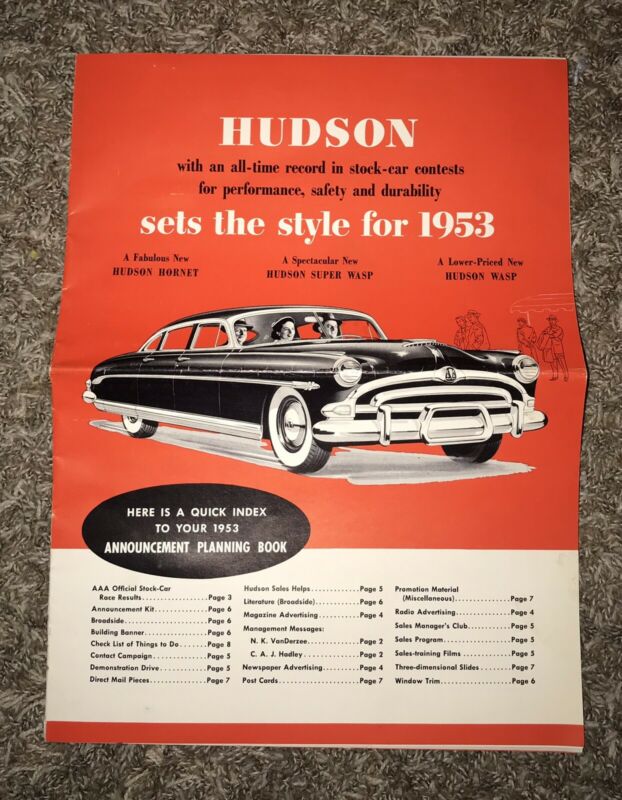 HUDSON
with an all-time record in stock-car contests
for performance, safety and durability
sets the style for 1953
A Fabulous New
HUDSON HORNET
A Spectacular New
HUDSON SUPER WASP
A Lower-Priced New
HUDSON WASP
HERE IS A QUICK INDEX
TO YOUR 1953
ANNOUNCEMENT PLANNING BOOK
AAA Official Stock-Car
Race Results..................Page 3
Announcement Kit..............Page 6
Broadside.....................Page 6
Building Banner...............Page 6
Check List of Things to Do......Page 8
Contact Campaign..............Page 5
Demonstration Drive...........Page 5
Direct Mail Pieces..............Page 7
Hudson Sales Helps............Page 5
Literature (Broadside)..........Page 6
Magazine Advertising..........Page 4
Management Messages:
N. K. VanDerzee..............Page 2
C. A. J. Hadley...............Page 2
Newspaper Advertising........Page 4
Post Cards....................Page 7
Promotion Material
(Miscellaneous)................Page 7
Radio Advertising..............Page 4
Sales Manager's Club..........Page 5
Sales Program.................Page 5
Sales-training Films............Page 5
Three-dimensional Slides.......Page 7
Window Trim..................Page 6